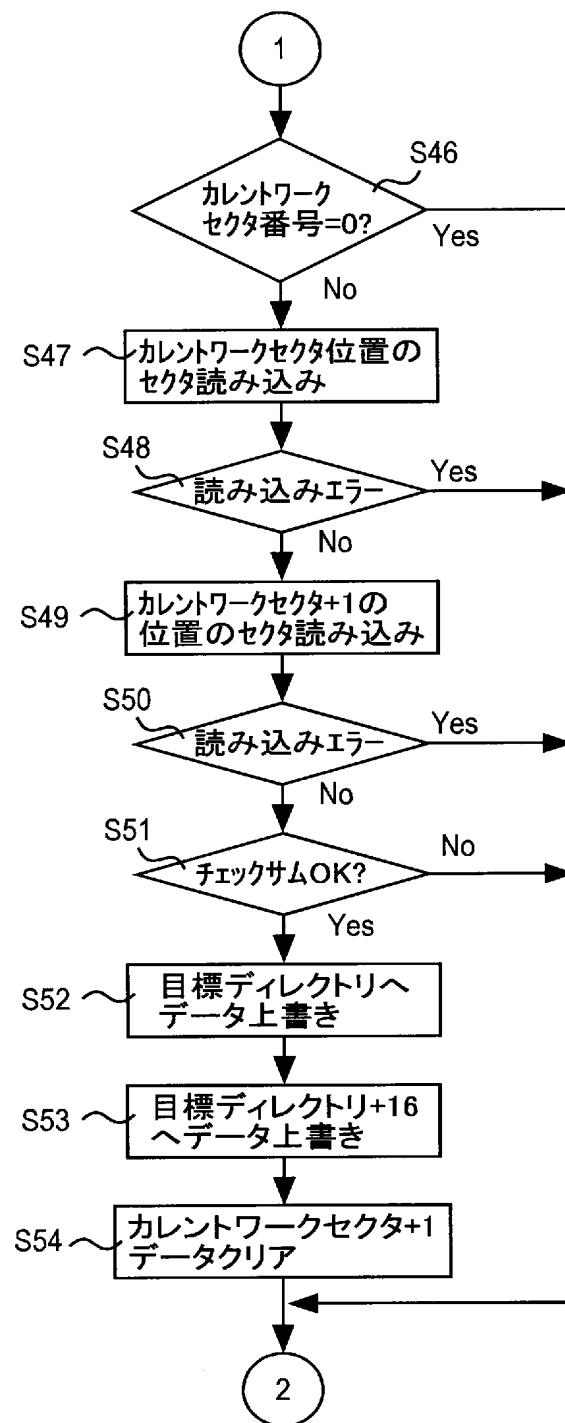 1
S46
カレントワーク
セクタ番号=0?
Yes
No
S47
カレントワークセクタ位置の
セクタ読み込み
S48
読み込みエラー
Yes
No
S49
カレントワークセクタ+1の
位置のセクタ読み込み
S50
読み込みエラー
Yes
No
S51
チェックサムOK?
No
Yes
S52
目標ディレクトリへ
データ上書き
S53
目標ディレクトリ+16
へデータ上書き
S54
カレントワークセクタ+1
データクリア
2